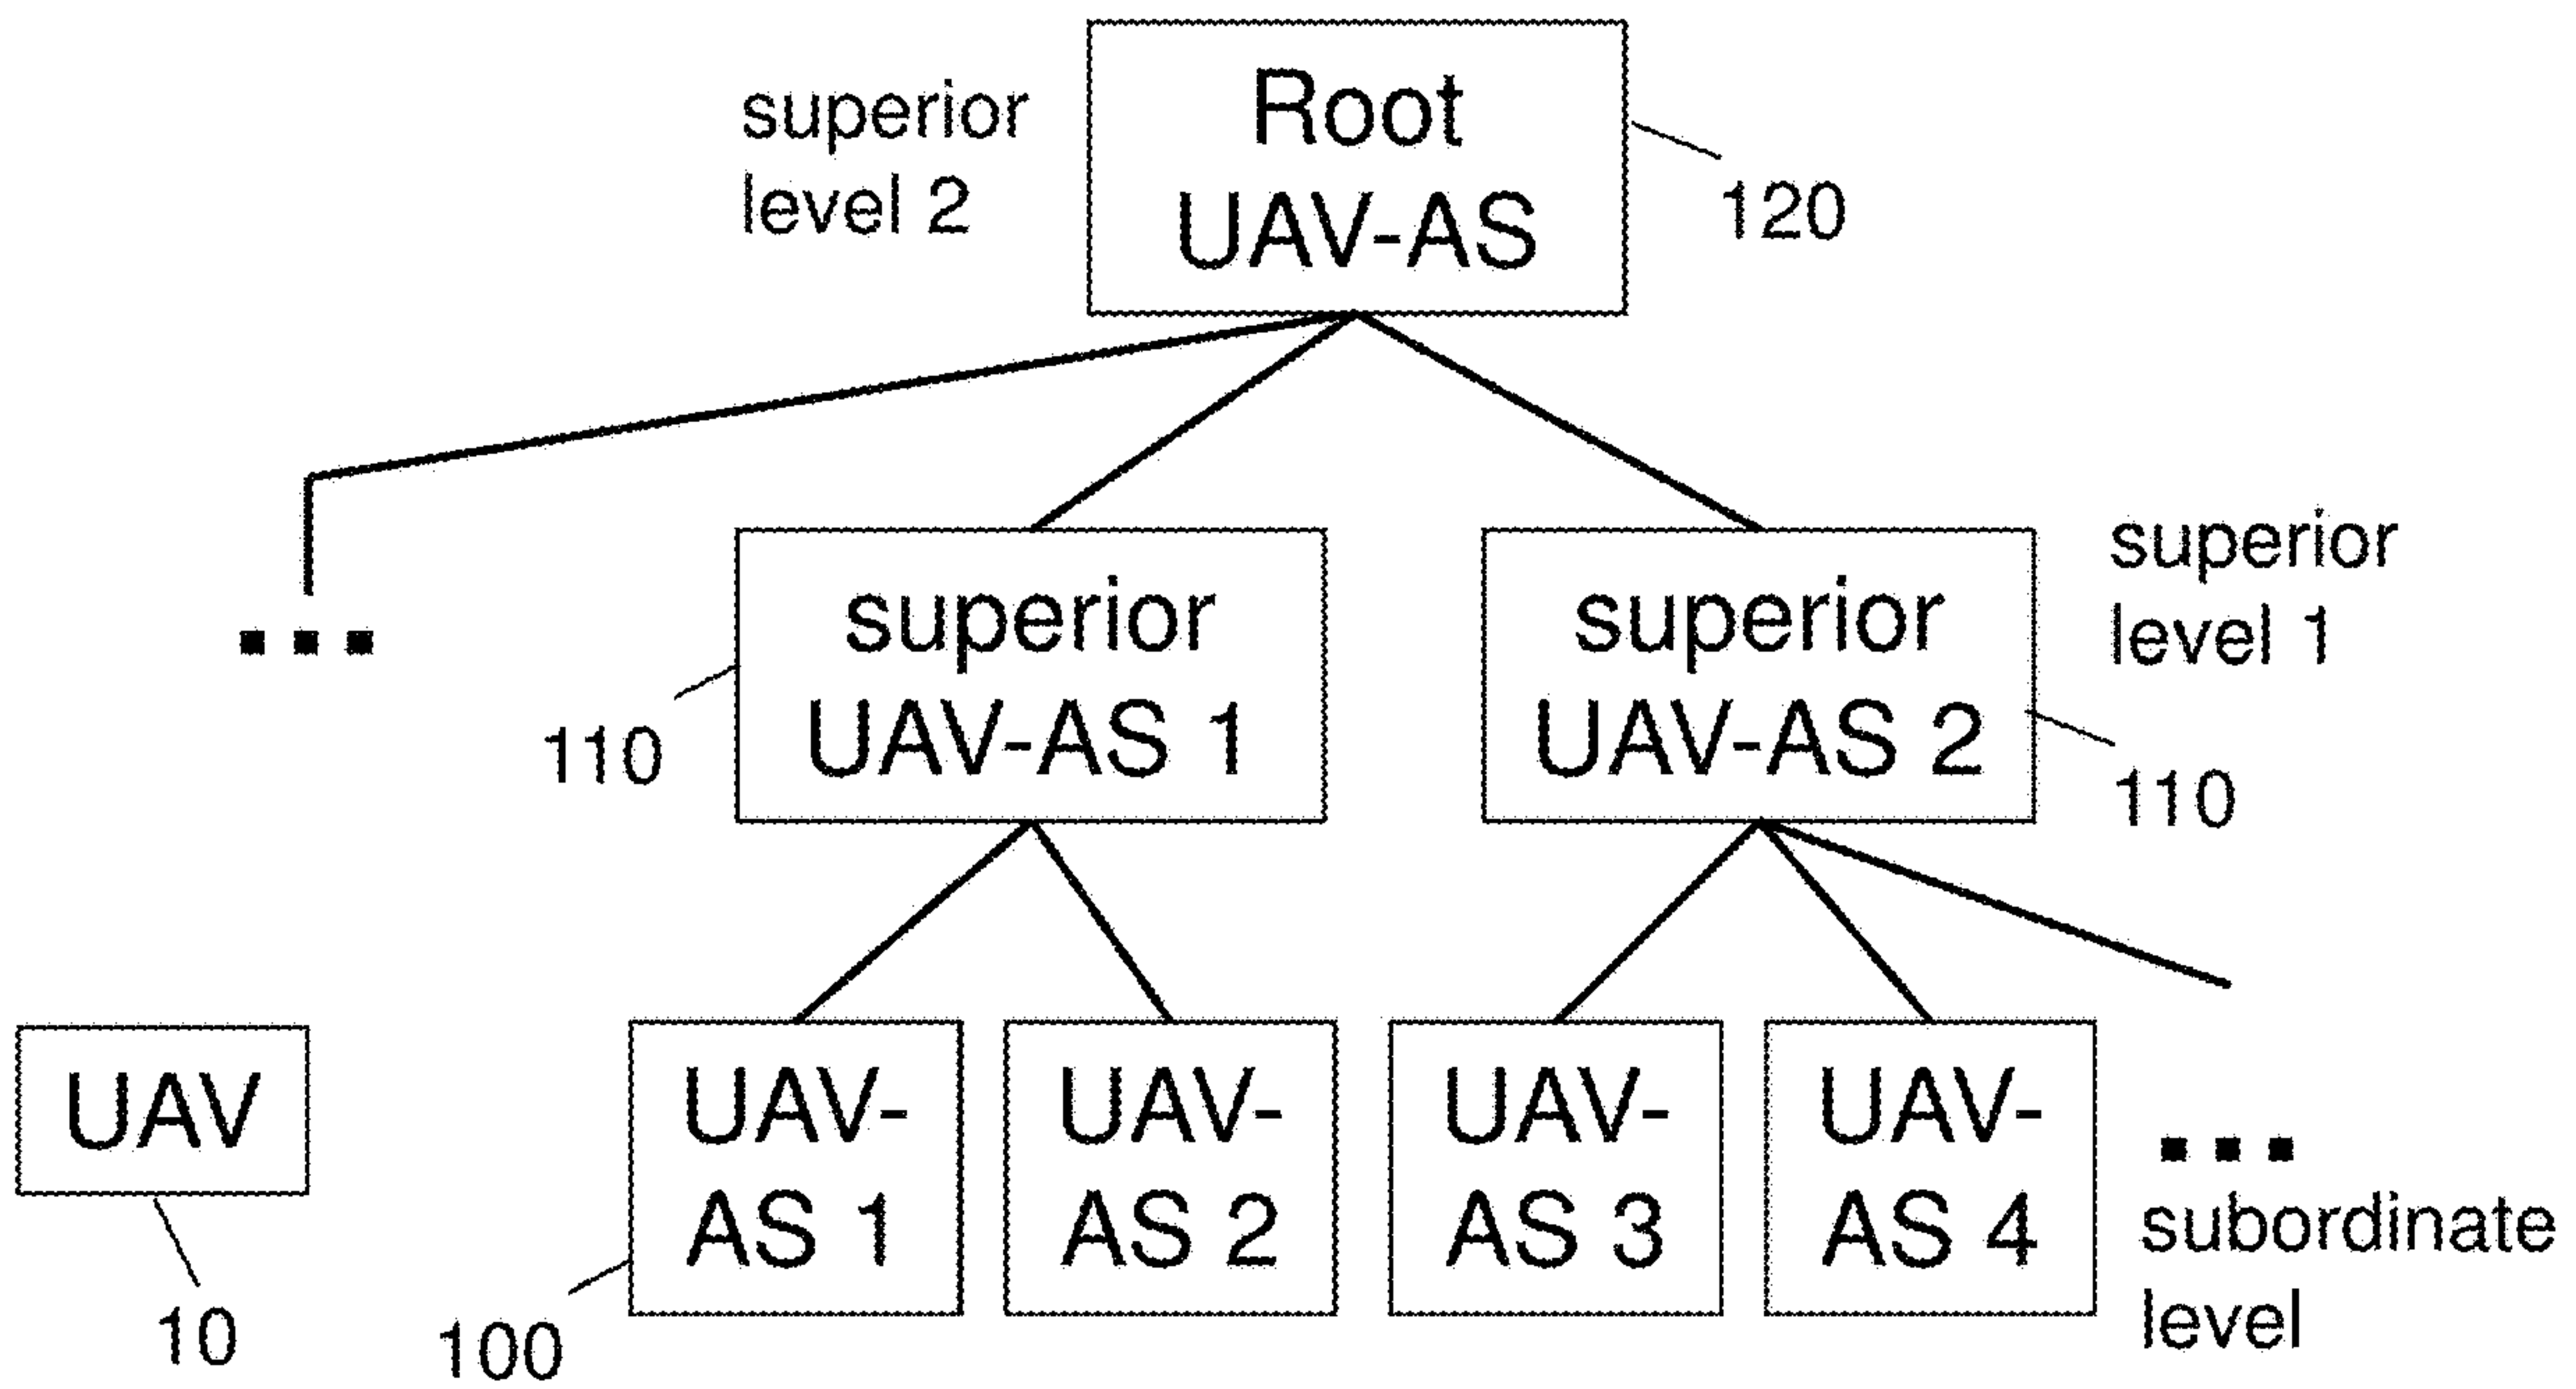 superior
level 2
Root
UAV-AS
120
superior
UAV-AS 1
110
superior
UAV-AS 2
110
superior
level 1
...
UAV
10
UAV-
AS 1
100
UAV-
AS 2
UAV-
AS 3
UAV-
AS 4
...
subordinate
level